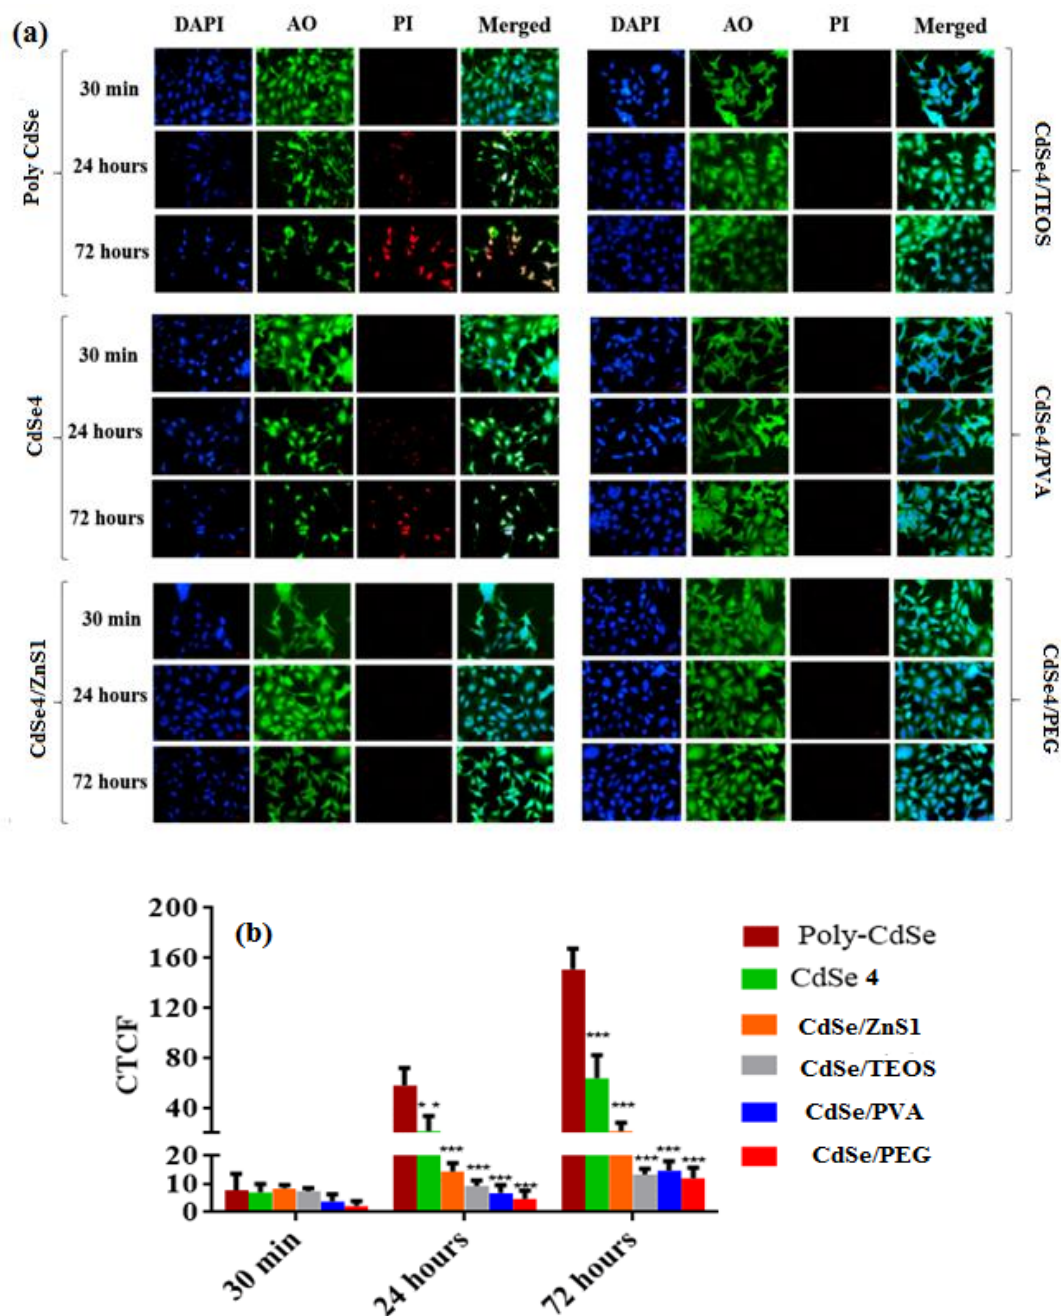 (a)
DAPI AO PI Merged DAPI AO PI Merged
Poly CdSe
30 min
24 hours
72 hours
CdSe4/TEOS
CdSe4
30 min
24 hours
72 hours
CdSe4/PVA
CdSe4/ZnS1
30 min
24 hours
72 hours
CdSe4/PEG
(b)
CTCF
200
160
120
80
40
20
10
0
* *
***
***
***
***
***
***
***
***
***
30 min
24 hours
72 hours
Poly-CdSe
CdSe 4
CdSe/ZnS1
CdSe/TEOS
CdSe/PVA
CdSe/PEG